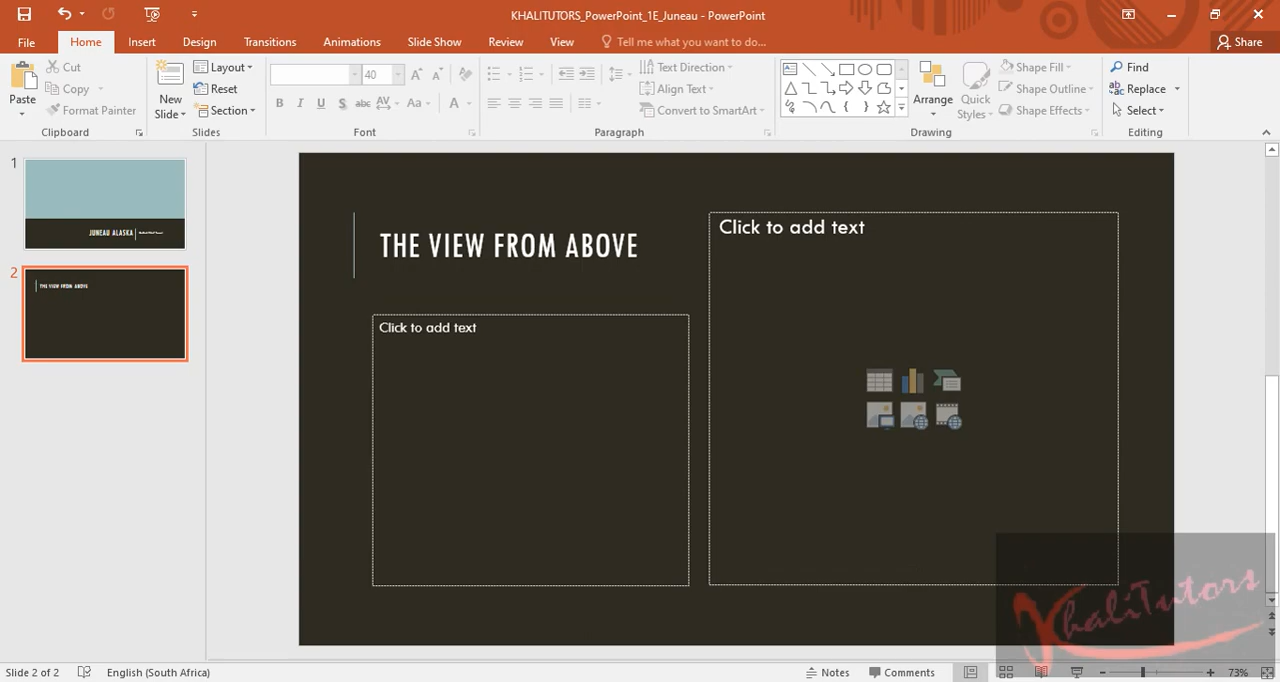 KHALITUTORS_PowerPoint_1E_Juneau - PowerPoint
File Home Insert Design Transitions Animations Slide Show Review View Tell me what you want to do... Share
Paste
Cut
Copy
Format Painter
Clipboard
New Slide
Layout
Reset
Section
Slides
40
B I U S abc AV Aa A
Font
Text Direction
Align Text
Convert to SmartArt
Paragraph
Arrange
Quick Styles
Shape Fill
Shape Outline
Shape Effects
Drawing
Find
Replace
Select
Editing
1
JUNEAU ALASKA
2
THE VIEW FROM ABOVE
THE VIEW FROM ABOVE
Click to add text
Click to add text
KhaliTutors
Slide 2 of 2 English (South Africa) Notes Comments 73%